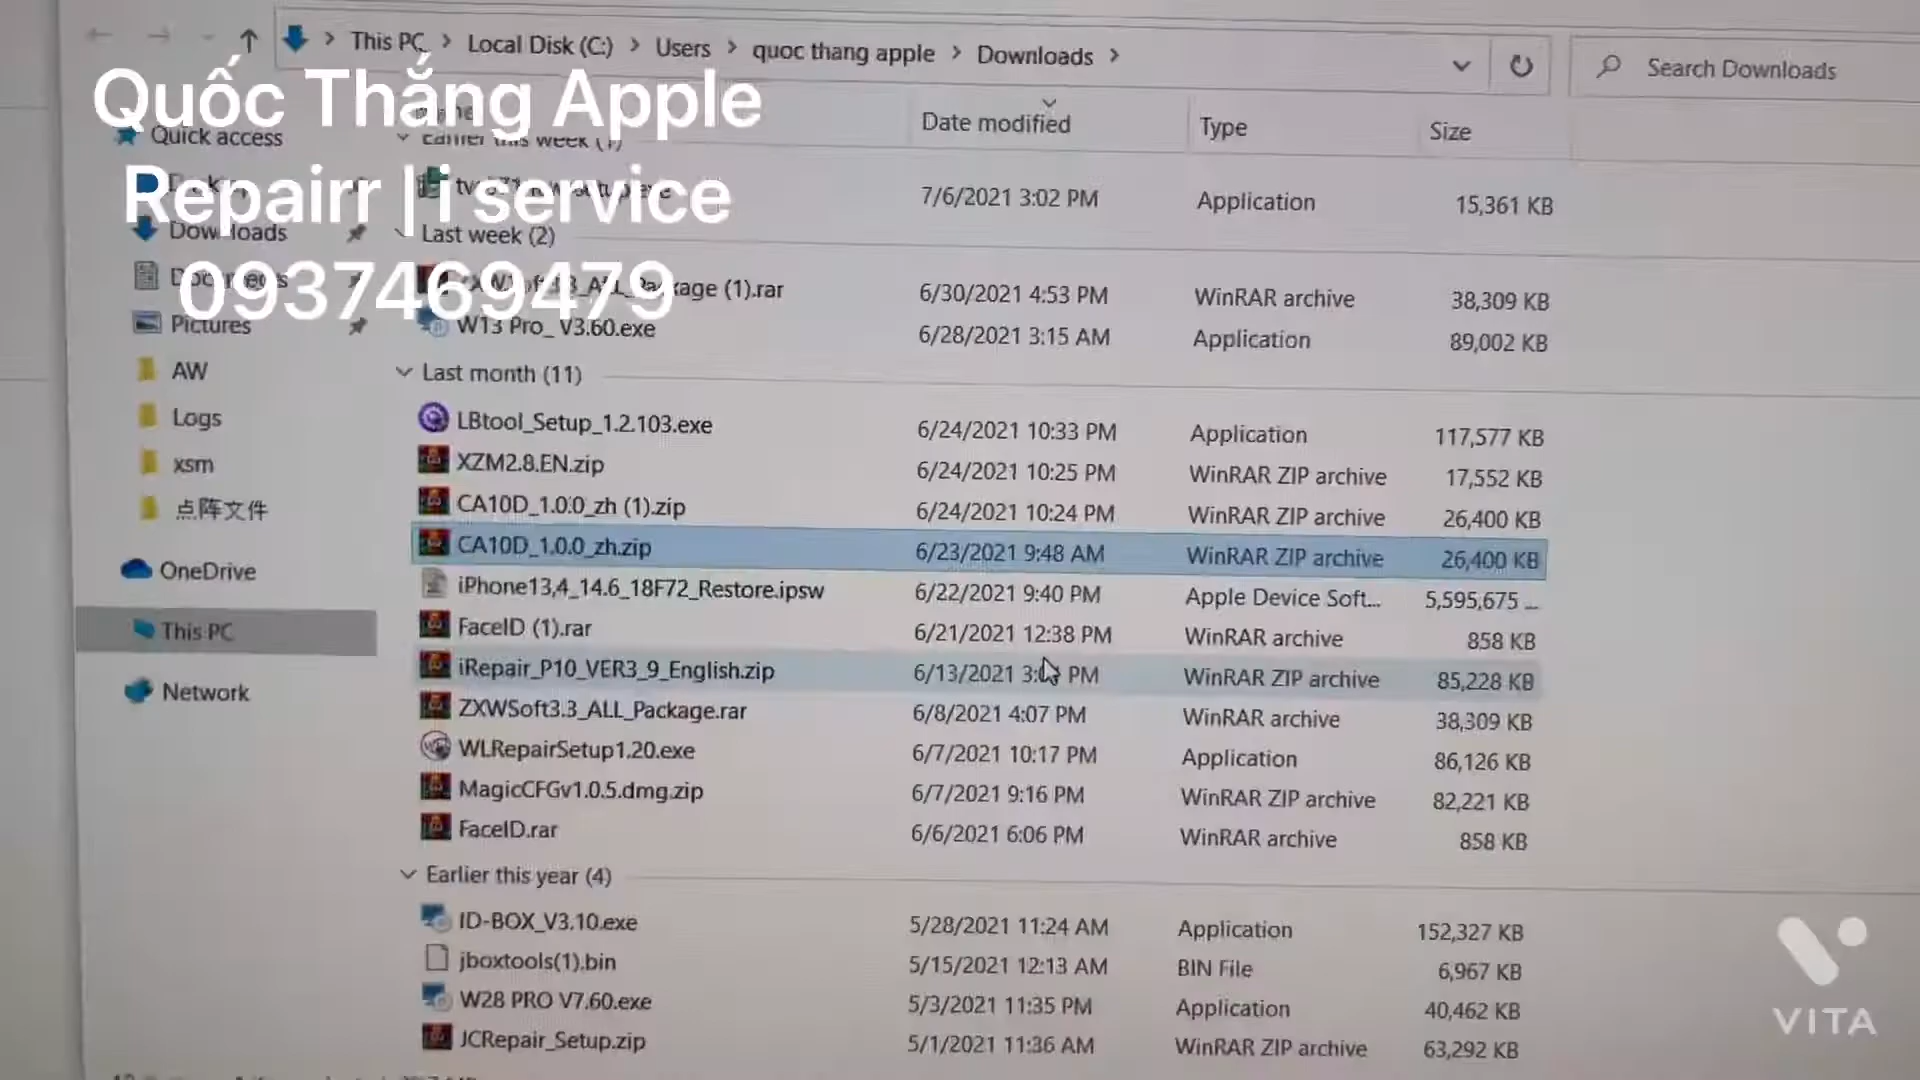 This PC > Local Disk (C:) > Users > quoc thang apple > Downloads >
Search Downloads
Quốc Thắng Apple
Repairr | i service
0937469479
Date modified Type Size
Quick access
Downloads
Documents
Pictures
AW
Logs
xsm
点阵文件
OneDrive
This PC
Network
Earlier this week (1)
7/6/2021 3:02 PM Application 15,361 KB
Last week (2)
ZXWSoft3.3_ALL_Package (1).rar 6/30/2021 4:53 PM WinRAR archive 38,309 KB
W13 Pro_ V3.60.exe 6/28/2021 3:15 AM Application 89,002 KB
Last month (11)
LBtool_Setup_1.2.103.exe 6/24/2021 10:33 PM Application 117,577 KB
XZM2.8.EN.zip 6/24/2021 10:25 PM WinRAR ZIP archive 17,552 KB
CA10D_1.0.0_zh (1).zip 6/24/2021 10:24 PM WinRAR ZIP archive 26,400 KB
CA10D_1.0.0_zh.zip 6/23/2021 9:48 AM WinRAR ZIP archive 26,400 KB
iPhone13,4_14.6_18F72_Restore.ipsw 6/22/2021 9:40 PM Apple Device Soft... 5,595,675 ...
FaceID (1).rar 6/21/2021 12:38 PM WinRAR archive 858 KB
iRepair_P10_VER3_9_English.zip 6/13/2021 PM WinRAR ZIP archive 85,228 KB
ZXWSoft3.3_ALL_Package.rar 6/8/2021 4:07 PM WinRAR archive 38,309 KB
WLRepairSetup1.20.exe 6/7/2021 10:17 PM Application 86,126 KB
MagicCFGv1.0.5.dmg.zip 6/7/2021 9:16 PM WinRAR ZIP archive 82,221 KB
FaceID.rar 6/6/2021 6:06 PM WinRAR archive 858 KB
Earlier this year (4)
ID-BOX_V3.10.exe 5/28/2021 11:24 AM Application 152,327 KB
jboxtools(1).bin 5/15/2021 12:13 AM BIN File 6,967 KB
W28 PRO V7.60.exe 5/3/2021 11:35 PM Application 40,462 KB
JCRepair_Setup.zip 5/1/2021 11:36 AM WinRAR ZIP archive 63,292 KB
VITA